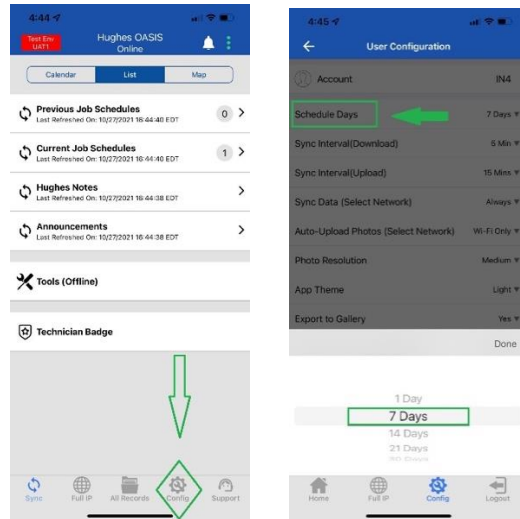 4:44
Test Env
UAT1
Hughes OASIS
Online
Calendar
List
Map
Previous Job Schedules
Last Refreshed On: 10/27/2021 16:44:40 EDT
0
Current Job Schedules
Last Refreshed On: 10/27/2021 16:44:40 EDT
1
Hughes Notes
Last Refreshed On: 10/27/2021 16:44:38 EDT
Announcements
Last Refreshed On: 10/27/2021 16:44:38 EDT
Tools (Offline)
Technician Badge
Sync
Full IP
All Records
Config
Support
4:45
User Configuration
Account IN4
Schedule Days 7 Days
Sync Interval(Download) 5 Min
Sync Interval(Upload) 15 Mins
Sync Data (Select Network) Always
Auto-Upload Photos (Select Network) Wi-Fi Only
Photo Resolution Medium
App Theme Light
Export to Gallery Yes
Done
1 Day
7 Days
14 Days
21 Days
Home
Full IP
Config
Logout